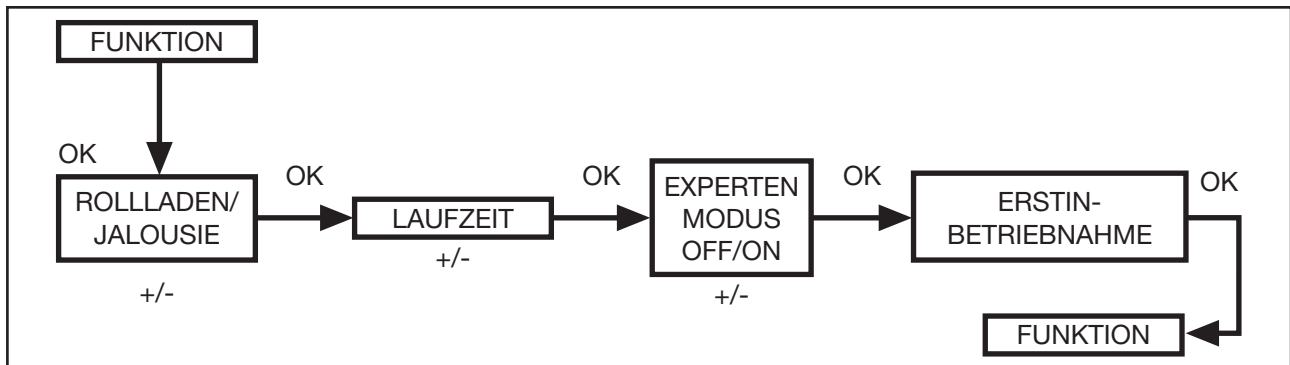 FUNKTION
OK
ROLLLADEN/
JALOUSIE
+/-
OK
LAUFZEIT
+/-
OK
EXPERTEN
MODUS
OFF/ON
+/-
OK
ERSTIN-
BETRIEBNAHME
OK
FUNKTION